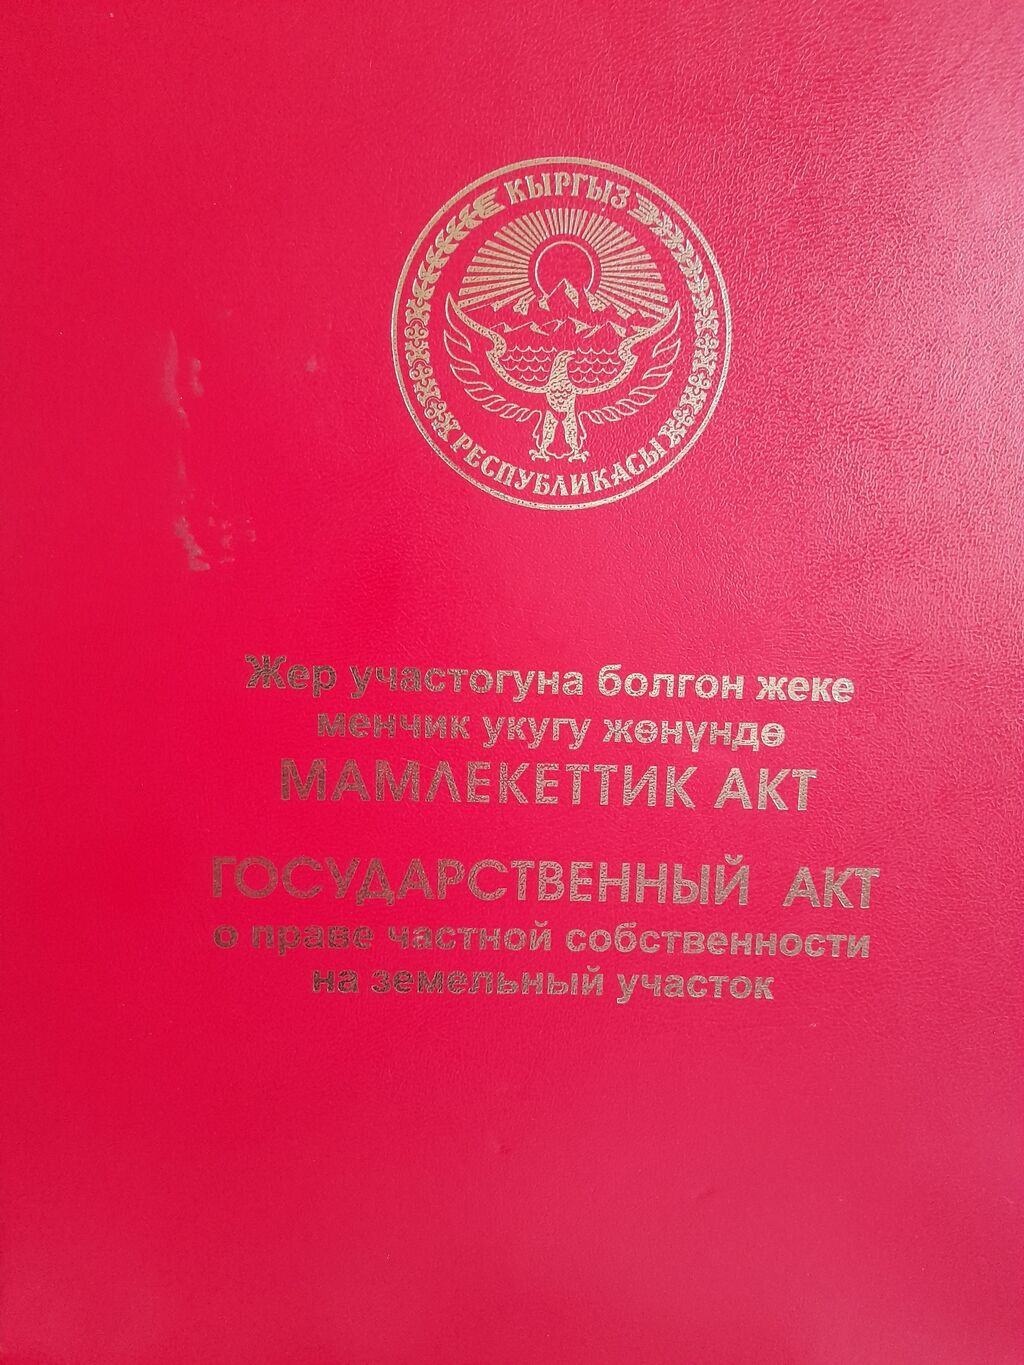 КЫРГЫЗ
РЕСПУБЛИКАСЫ
Жер участогуна болгон жеке
менчик укугу жөнүндө
МАМЛЕКЕТТИК АКТ
ГОСУДАРСТВЕННЫЙ АКТ
о праве частной собственности
на земельный участок